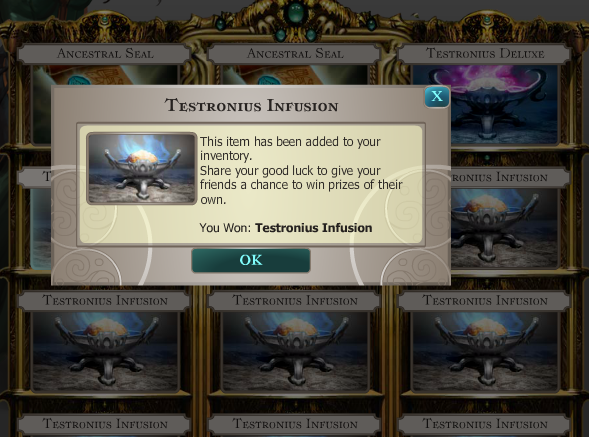 ANCESTRAL SEAL
ANCESTRAL SEAL
TESTRONIUS DELUXE
X
TESTRONIUS INFUSION
This item has been added to your
inventory.
Share your good luck to give your
friends a chance to win prizes of their
own.
You Won: Testronius Infusion
OK
T
INFUSION
TESTRONIUS INFUSION
TESTRONIUS INFUSION
TESTRONIUS INFUSION
TESTRONIUS INFUSION
TESTRONIUS INFUSION
TESTRONIUS INFUSION